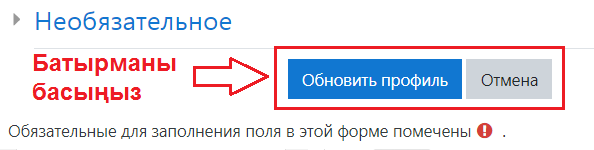 Необязательное
Батырманы
басыңыз
Обновить профиль Отмена
Обязательные для заполнения поля в этой форме помечены .